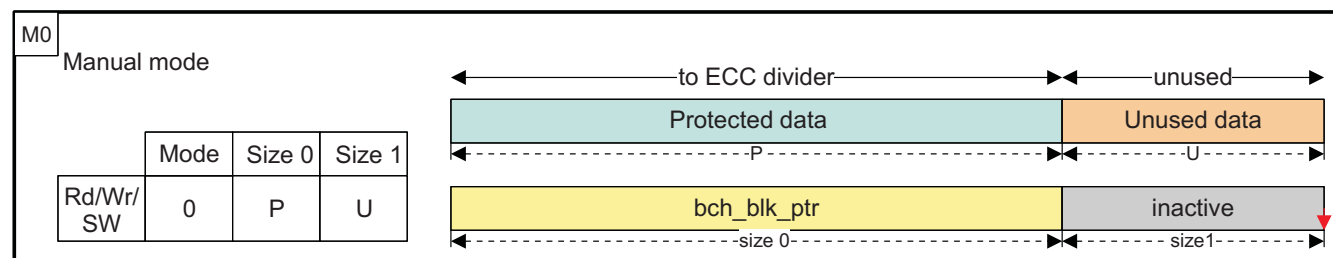 M0
Manual mode
to ECC divider
unused
Protected data
Unused data
P
U
Mode Size 0 Size 1
Rd/Wr/
SW
0 P U
bch_blk_ptr
inactive
size 0
size1